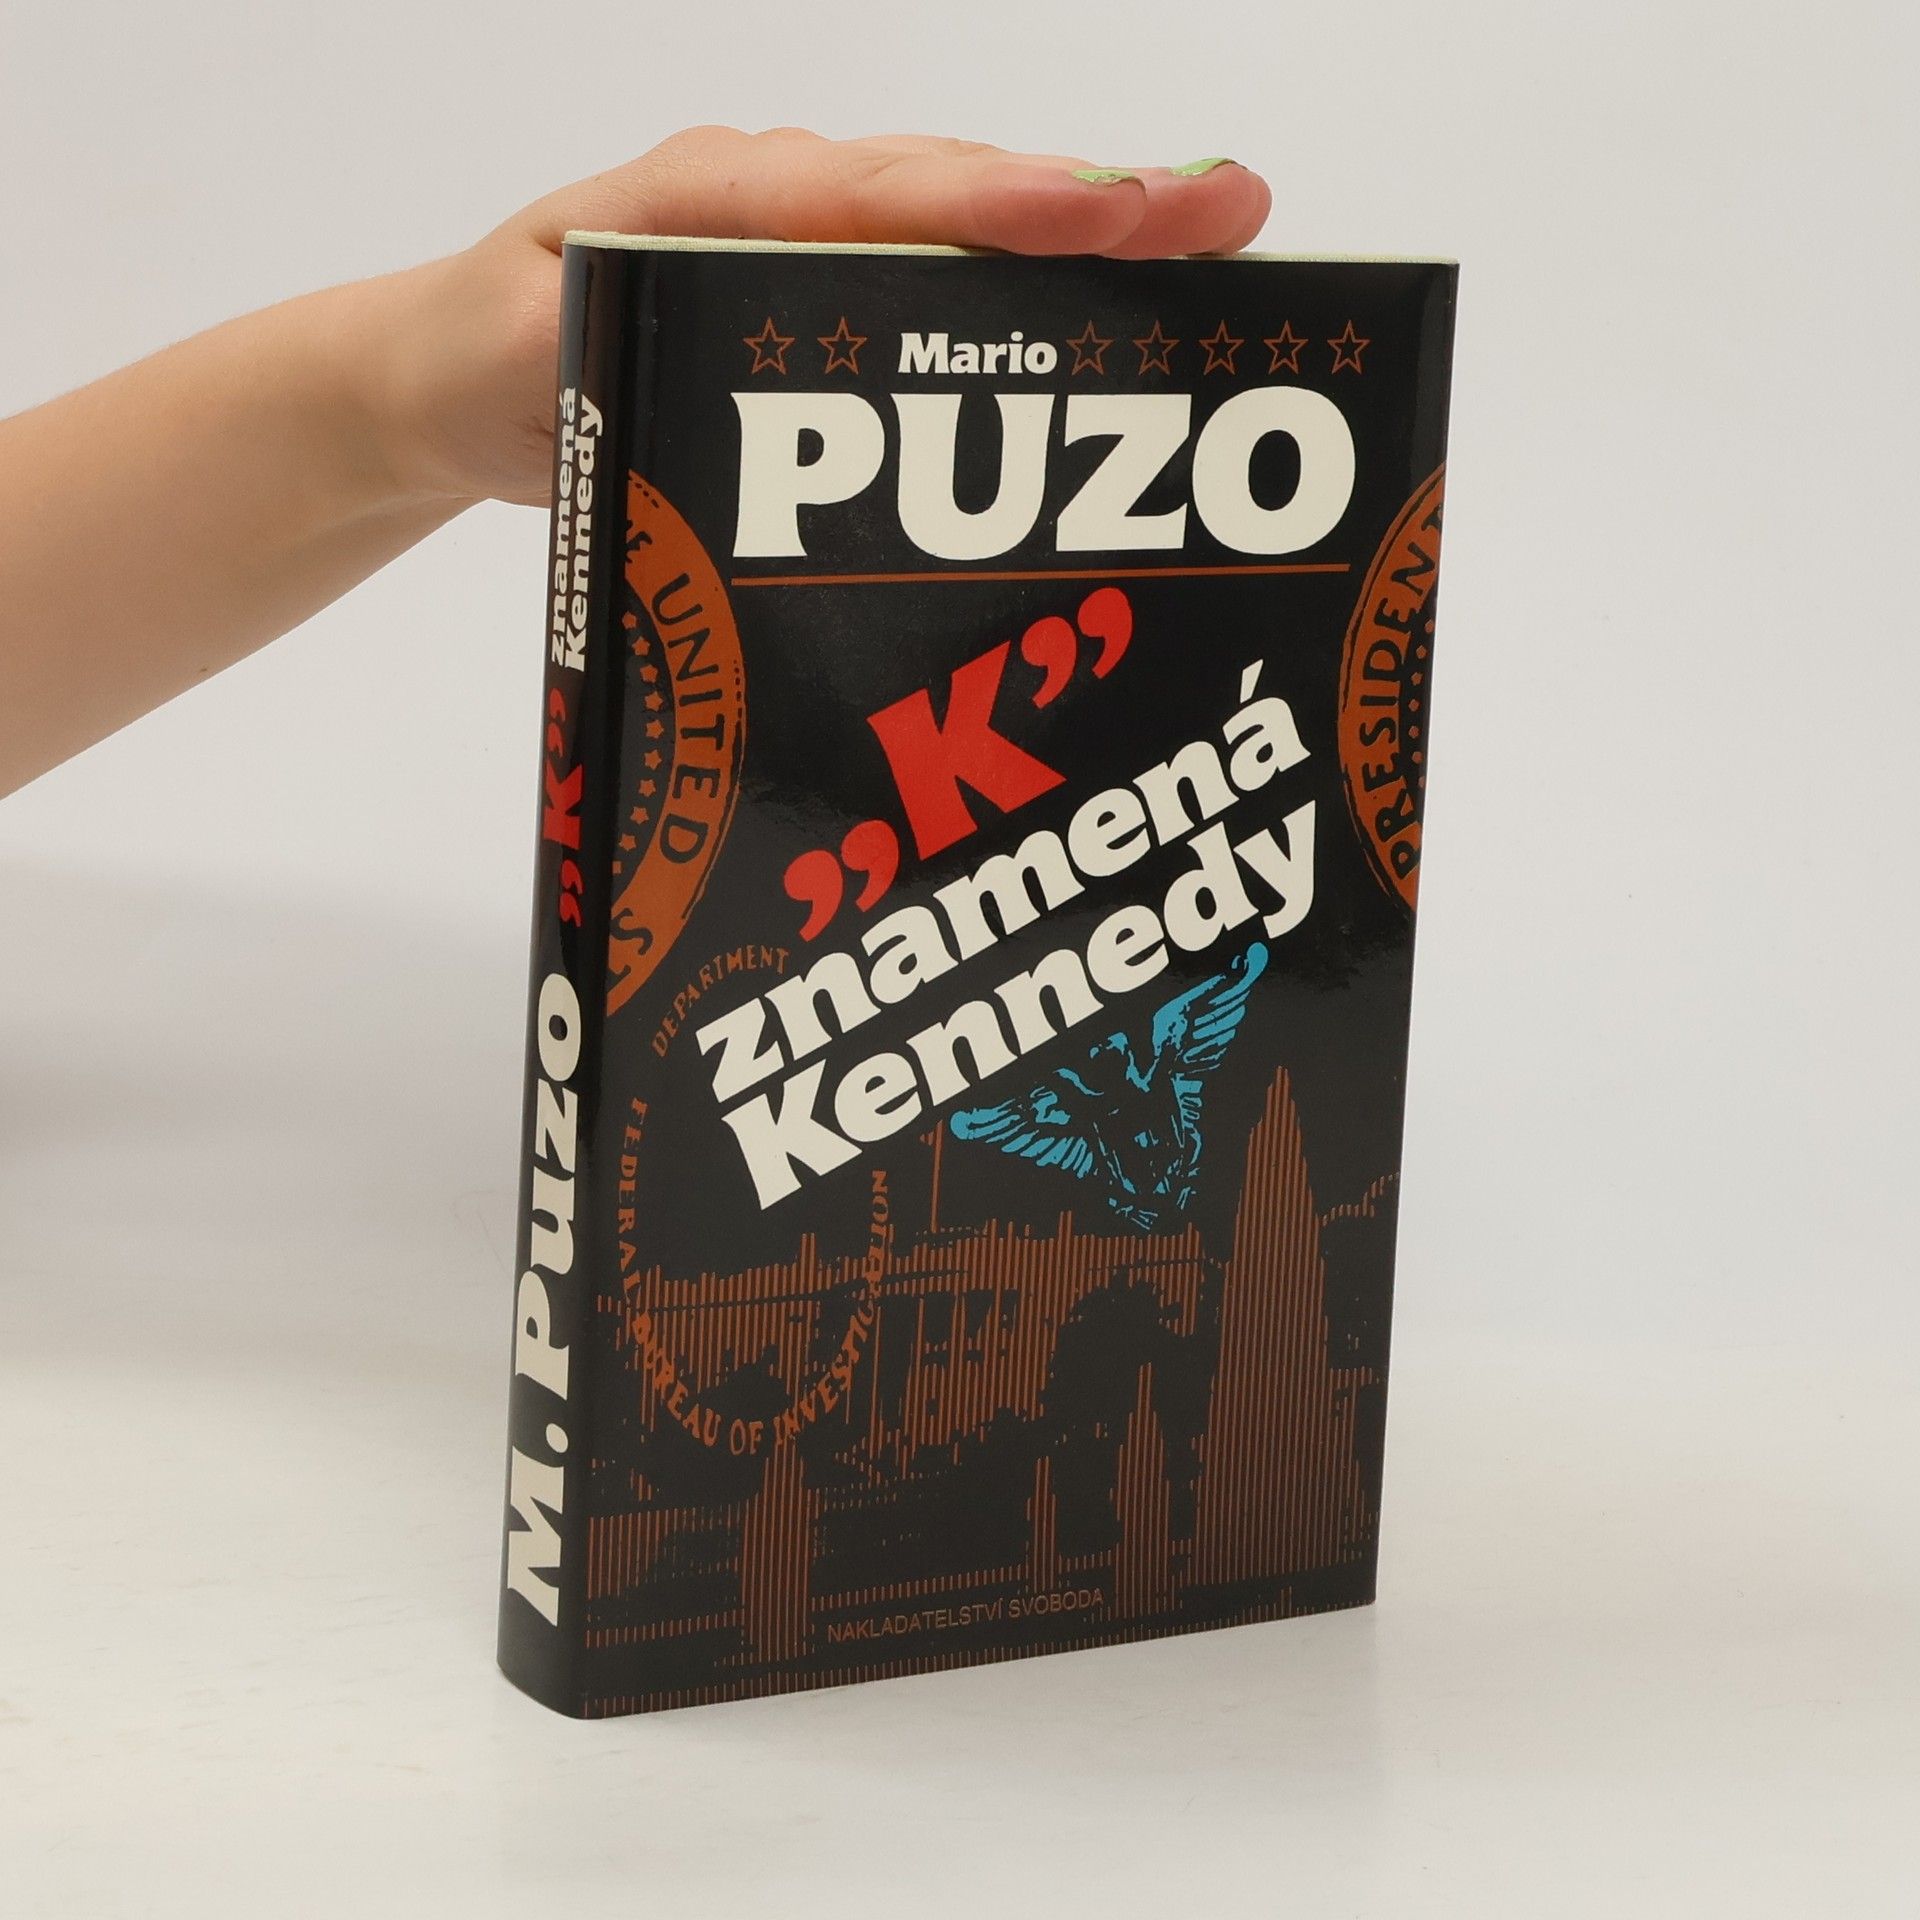 Mario
PUZO
„K”
znamená
Kennedy
UNITED
S
PRESIDENT
DEPARTMENT
FEDERAL BUREAU OF INVESTIGATION
NAKLADATELSTVÍ SVOBODA
M. PUZO „K” znamená
Kennedy